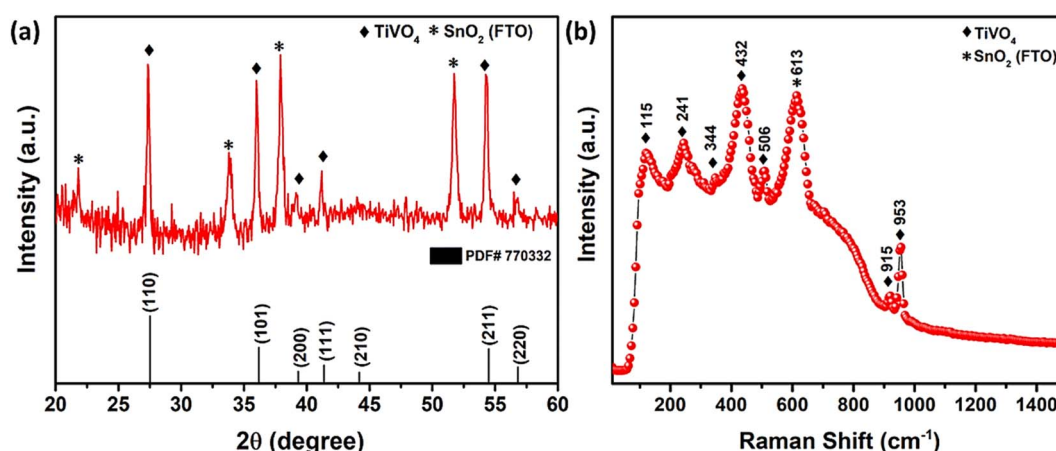 (a)
◆ TiVO₄ * SnO₂ (FTO)
Intensity (a.u.)
PDF# 770332
(110)
(101)
(200)
(111)
(210)
(211)
(220)
20 25 30 35 40 45 50 55 60
2θ (degree)
(b)
◆ TiVO₄
* SnO₂ (FTO)
Intensity (a.u.)
115
241
344
432
506
*613
915
953
200 400 600 800 1000 1200 1400
Raman Shift (cm⁻¹)